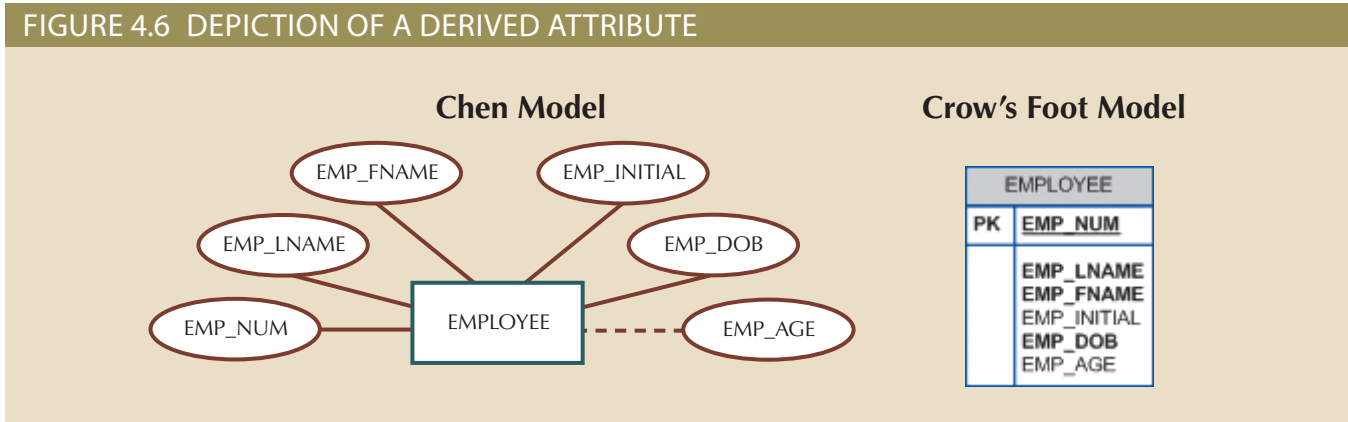 FIGURE 4.6 DEPICTION OF A DERIVED ATTRIBUTE
Chen Model
EMP_FNAME
EMP_INITIAL
EMP_LNAME
EMP_DOB
EMP_NUM
EMPLOYEE
EMP_AGE
Crow's Foot Model
EMPLOYEE
PK EMP_NUM
EMP_LNAME
EMP_FNAME
EMP_INITIAL
EMP_DOB
EMP_AGE